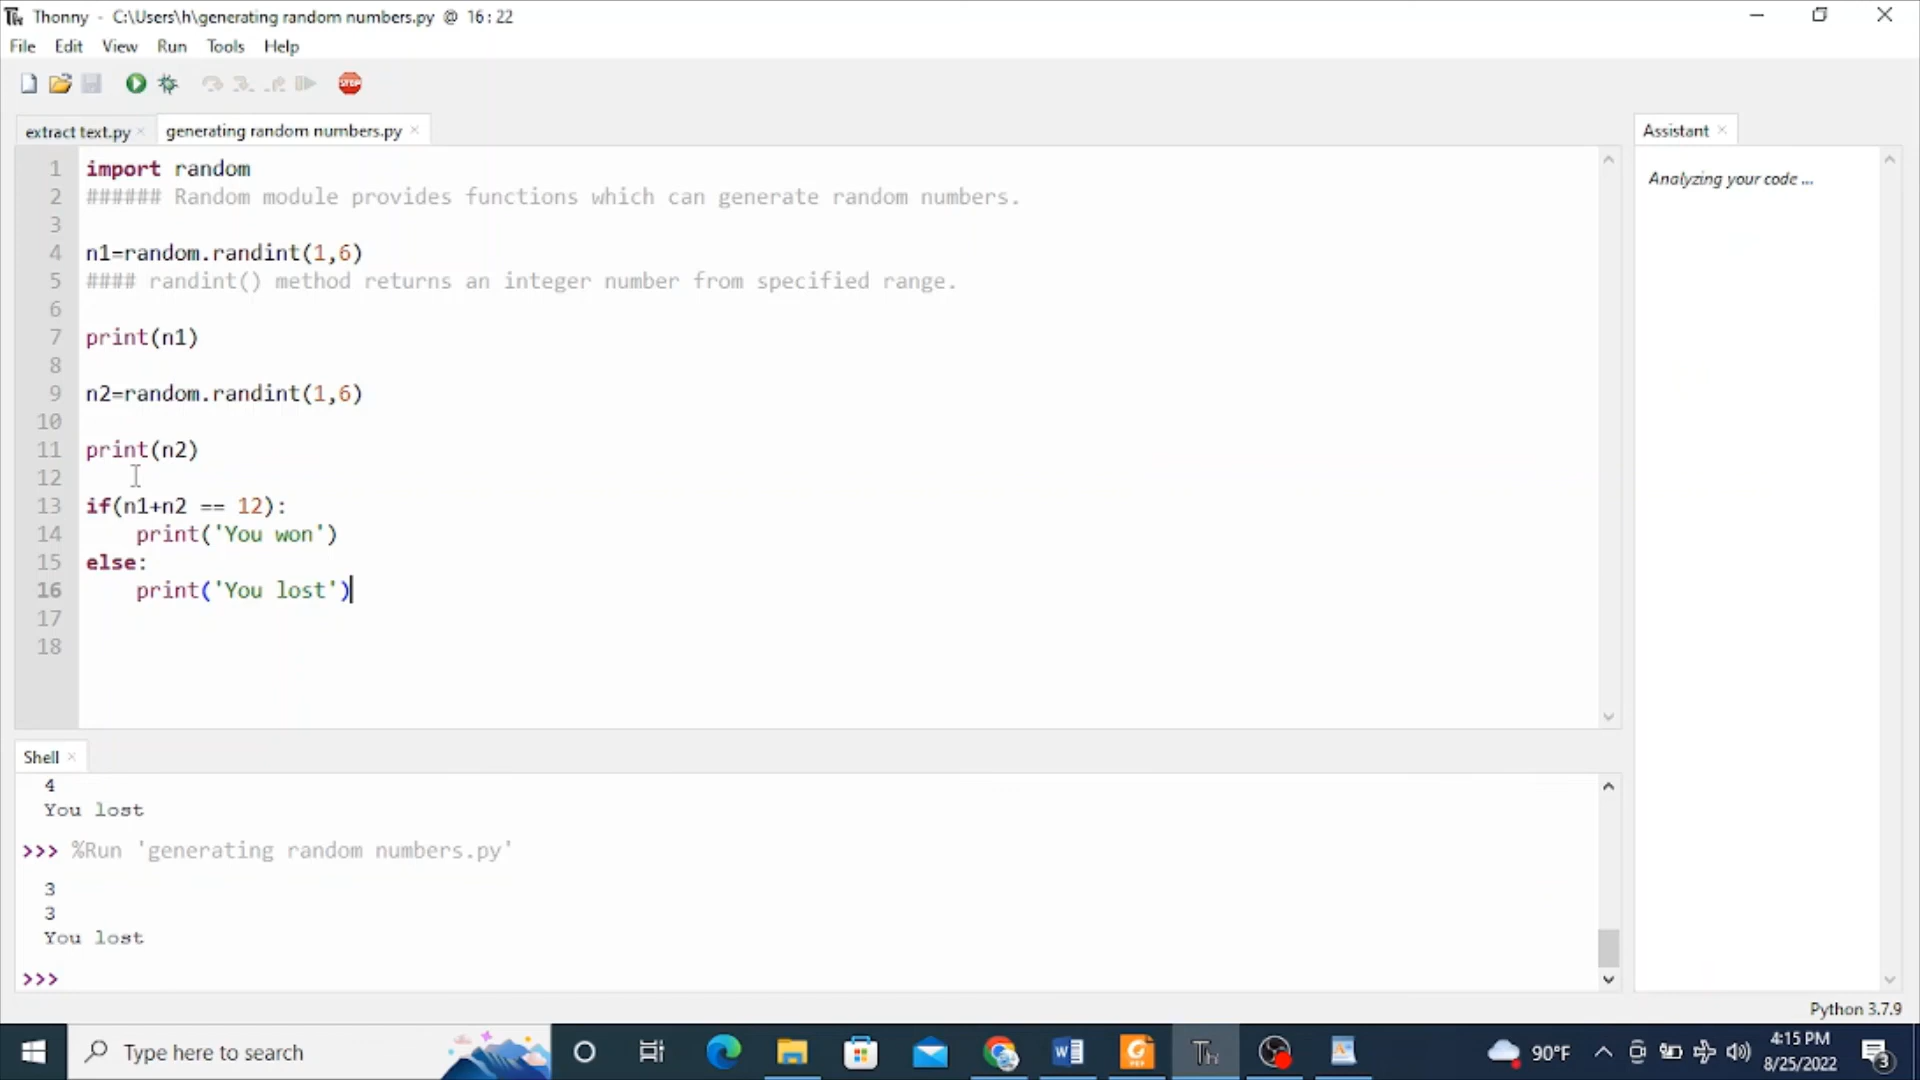 Thonny - C:\Users\h\generating random numbers.py @ 16:22
File Edit View Run Tools Help
STOP
extract text.py × generating random numbers.py ×
Assistant ×
1 import random
2 ###### Random module provides functions which can generate random numbers.
3
4 n1=random.randint(1,6)
5 #### randint() method returns an integer number from specified range.
6
7 print(n1)
8
9 n2=random.randint(1,6)
10
11 print(n2)
12
13 if(n1+n2 == 12):
14 print('You won')
15 else:
16 print('You lost')
17
18
Analyzing your code ...
Shell ×
4
You lost
>>> %Run 'generating random numbers.py'
3
3
You lost
>>>
Python 3.7.9
Type here to search
90°F
4:15 PM
8/25/2022
3